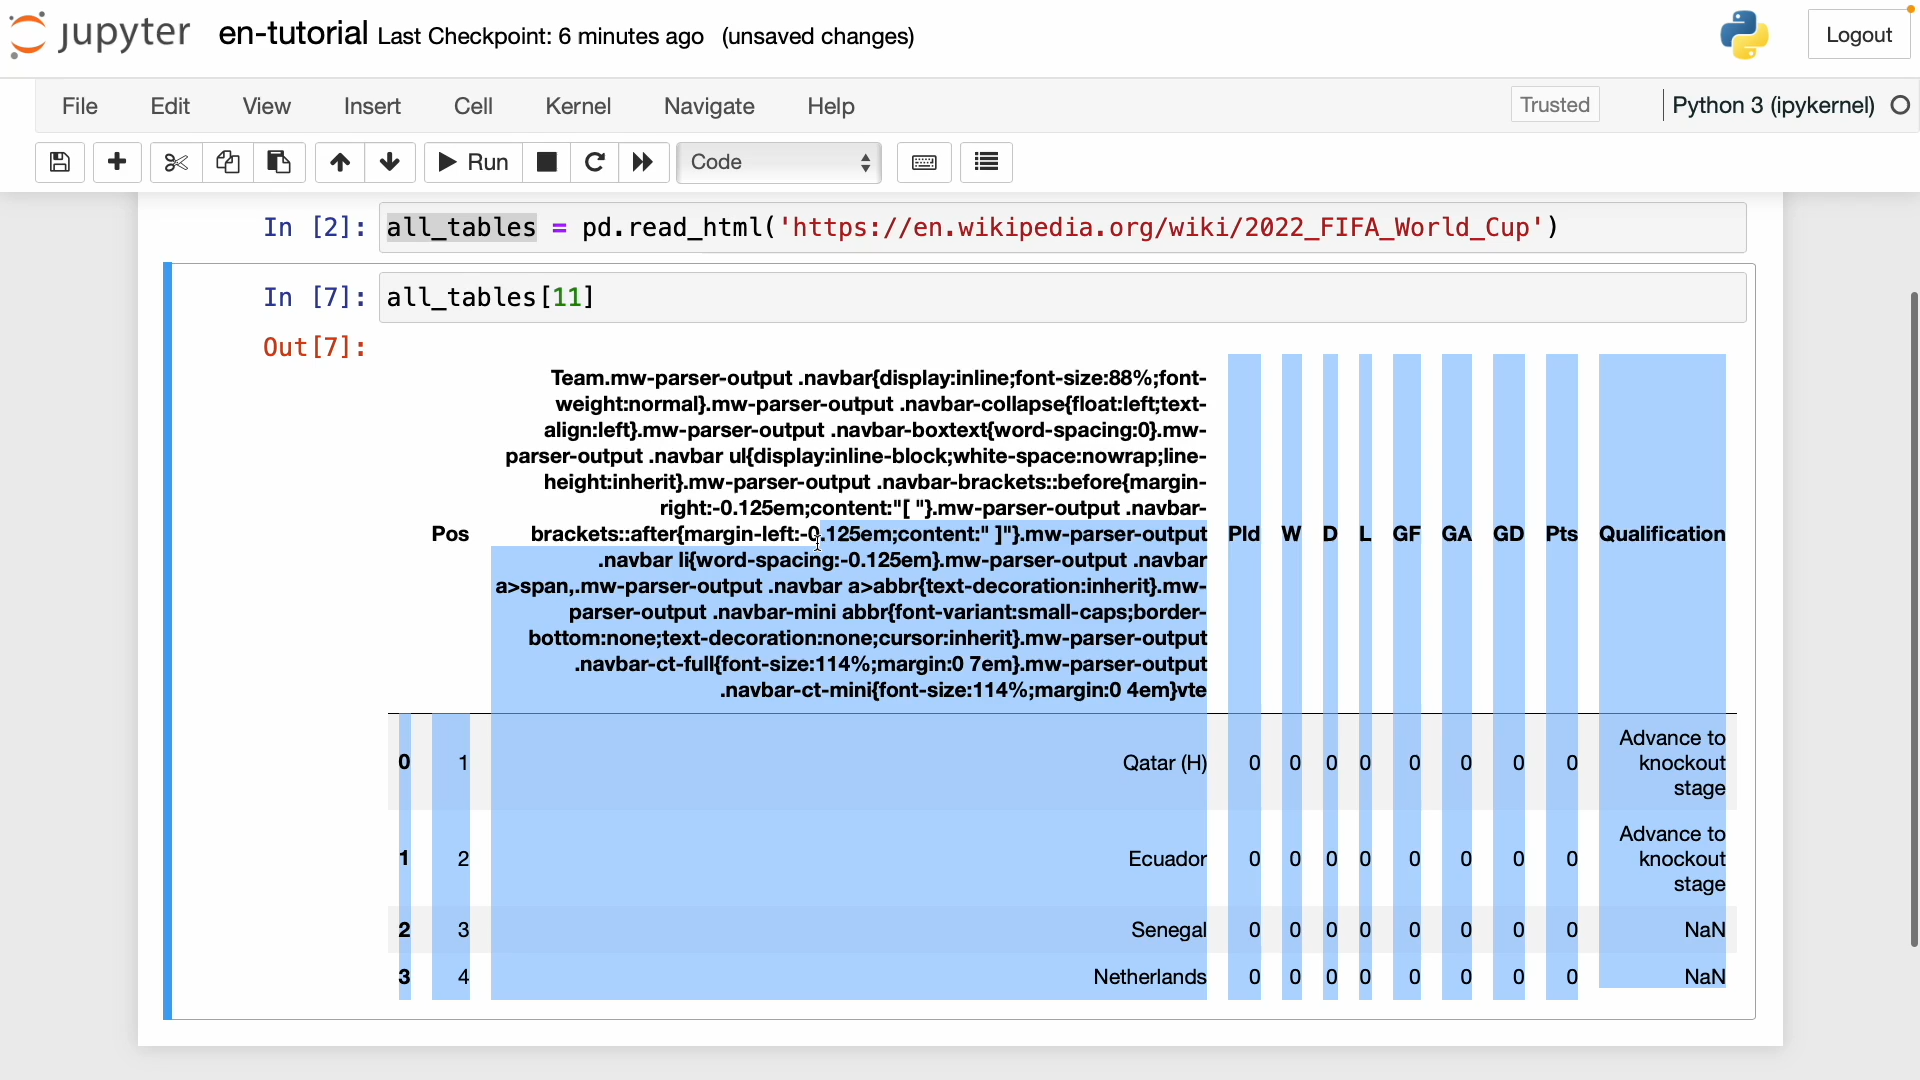 jupyter en-tutorial Last Checkpoint: 6 minutes ago (unsaved changes) Logout
File Edit View Insert Cell Kernel Navigate Help Trusted Python 3 (ipykernel)
Run Code
In [2]: all_tables = pd.read_html('https://en.wikipedia.org/wiki/2022_FIFA_World_Cup')
In [7]: all_tables[11]
Out[7]:
Team.mw-parser-output .navbar{display:inline;font-size:88%;font-
weight:normal}.mw-parser-output .navbar-collapse{float:left;text-
align:left}.mw-parser-output .navbar-boxtext{word-spacing:0}.mw-
parser-output .navbar ul{display:inline-block;white-space:nowrap;line-
height:inherit}.mw-parser-output .navbar-brackets::before{margin-
right:-0.125em;content:"[ "}.mw-parser-output .navbar-
Pos brackets::after{margin-left:-0.125em;content:" ]"}.mw-parser-output Pld W D L GF GA GD Pts Qualification
.navbar li{word-spacing:-0.125em}.mw-parser-output .navbar
a>span,.mw-parser-output .navbar a>abbr{text-decoration:inherit}.mw-
parser-output .navbar-mini abbr{font-variant:small-caps;border-
bottom:none;text-decoration:none;cursor:inherit}.mw-parser-output
.navbar-ct-full{font-size:114%;margin:0 7em}.mw-parser-output
.navbar-ct-mini{font-size:114%;margin:0 4em}vte
0 1 Qatar (H) 0 0 0 0 0 0 0 0 Advance to
knockout
stage
1 2 Ecuador 0 0 0 0 0 0 0 0 Advance to
knockout
stage
2 3 Senegal 0 0 0 0 0 0 0 0 NaN
3 4 Netherlands 0 0 0 0 0 0 0 0 NaN